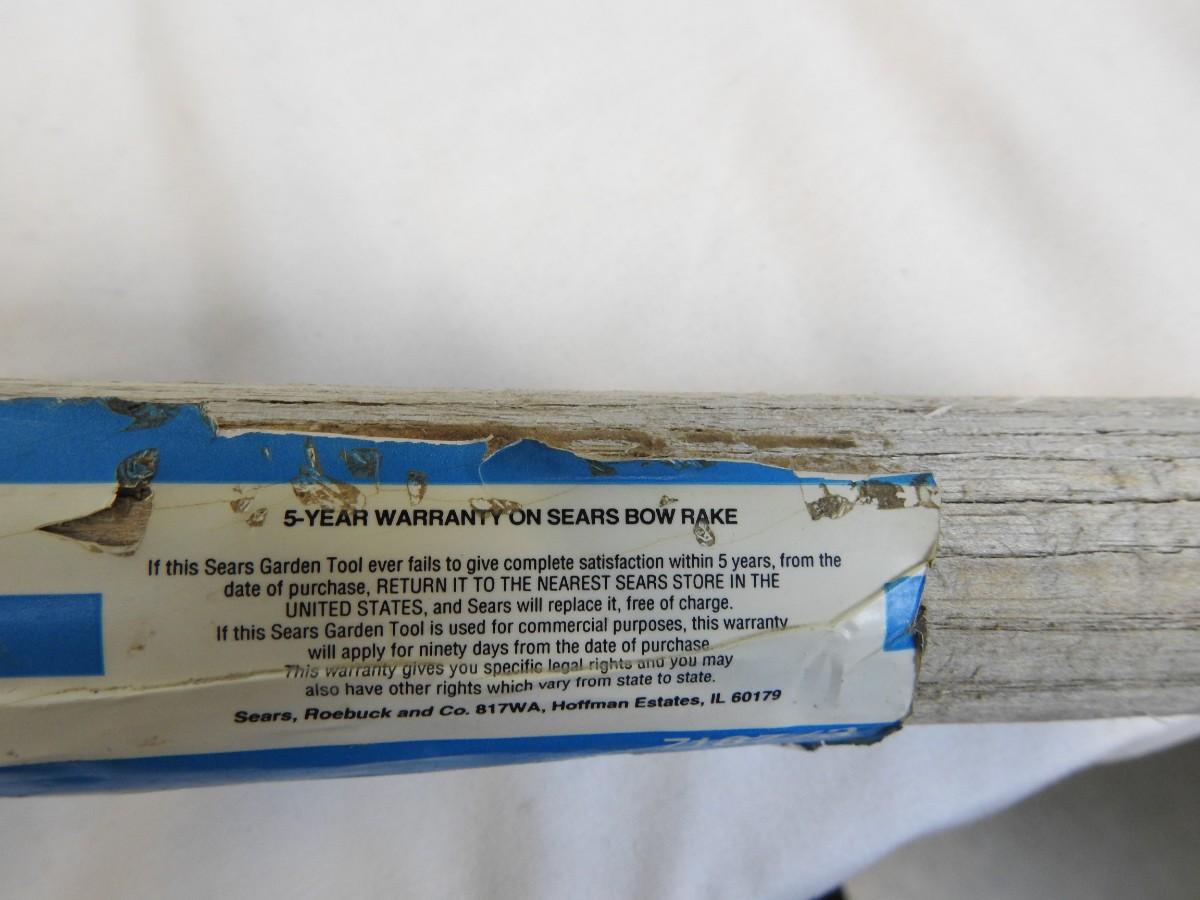 5-YEAR WARRANTY ON SEARS BOW RAKE
If this Sears Garden Tool ever fails to give complete satisfaction within 5 years, from the
date of purchase, RETURN IT TO THE NEAREST SEARS STORE IN THE
UNITED STATES, and Sears will replace it, free of charge.
If this Sears Garden Tool is used for commercial purposes, this warranty
will apply for ninety days from the date of purchase.
This warranty gives you specific legal rights and you may
also have other rights which vary from state to state.
Sears, Roebuck and Co. 817WA, Hoffman Estates, IL 60179